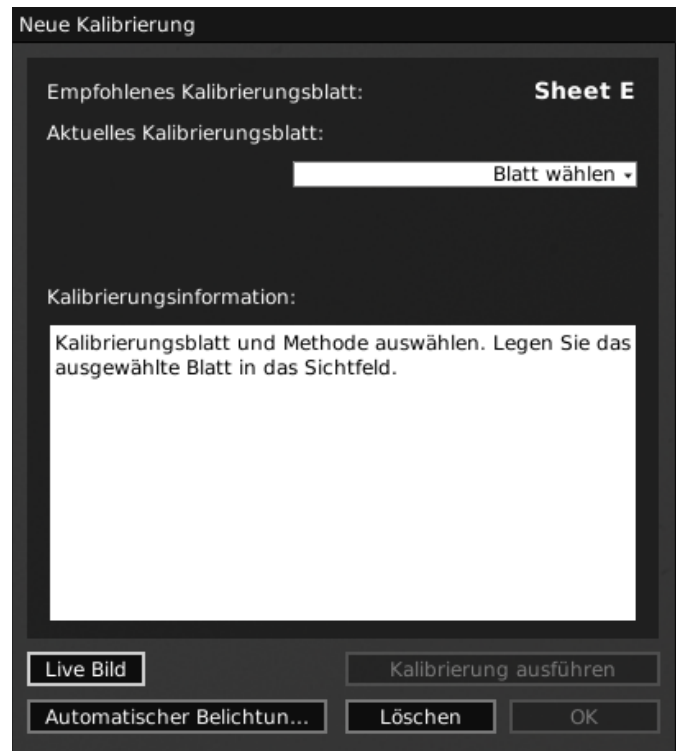 Neue Kalibrierung
Empfohlenes Kalibrierungsblatt: Sheet E
Aktuelles Kalibrierungsblatt:
Blatt wählen
Kalibrierungsinformation:
Kalibrierungsblatt und Methode auswählen. Legen Sie das
ausgewählte Blatt in das Sichtfeld.
Live Bild Kalibrierung ausführen
Automatischer Belichtun... Löschen OK